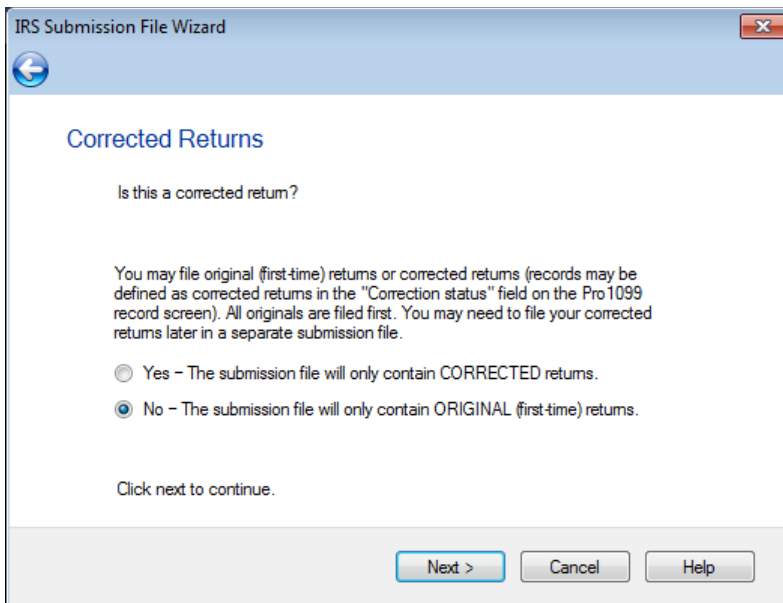 IRS Submission File Wizard
Corrected Returns
Is this a corrected return?
You may file original (first-time) returns or corrected returns (records may be
defined as corrected returns in the "Correction status" field on the Pro1099
record screen). All originals are filed first. You may need to file your corrected
returns later in a separate submission file.
Yes – The submission file will only contain CORRECTED returns.
No – The submission file will only contain ORIGINAL (first-time) returns.
Click next to continue.
Next >
Cancel
Help